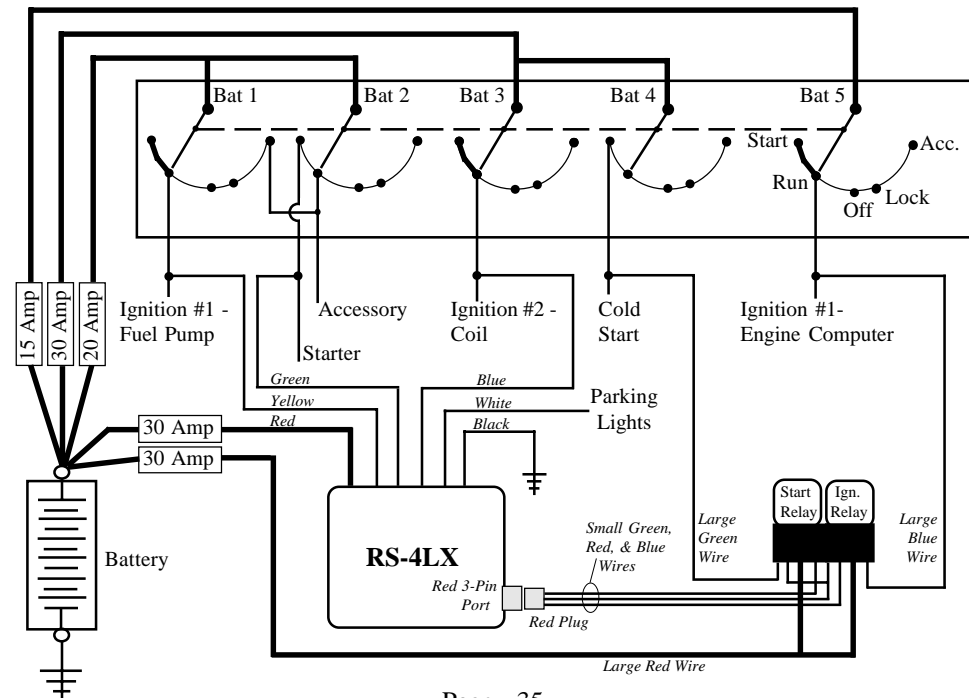 Bat 1
Bat 2
Bat 3
Bat 4
Bat 5
Start
Acc.
Run
Lock
Off
15 Amp
30 Amp
20 Amp
Ignition #1 -
Fuel Pump
Accessory
Starter
Ignition #2 -
Coil
Cold
Start
Ignition #1-
Engine Computer
Green
Yellow
Red
Blue
White
Black
Parking
Lights
30 Amp
30 Amp
Battery
RS-4LX
Red 3-Pin
Port
Red Plug
Small Green,
Red, & Blue
Wires
Large
Green
Wire
Start
Relay
Ign.
Relay
Large
Blue
Wire
Large Red Wire
Page - 35